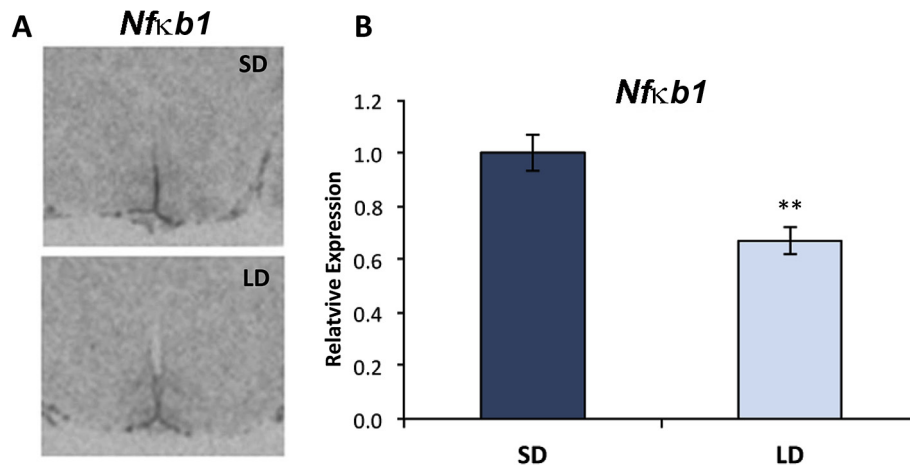 A
Nfκb1
SD
LD
B
Nfκb1
Relatvive Expression
1.2
1.0
0.8
0.6
0.4
0.2
0.0
**
SD
LD